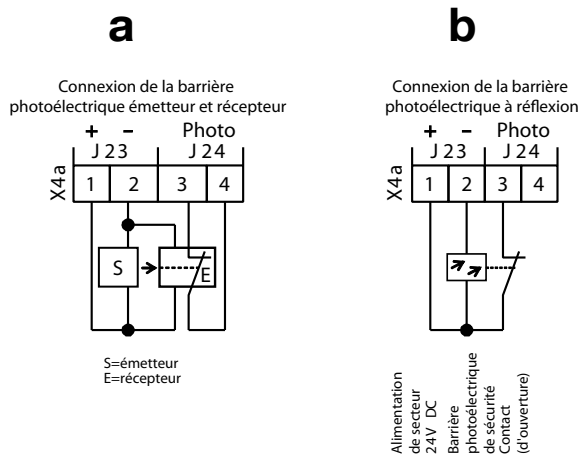 a
Connexion de la barrière
photoélectrique émetteur et récepteur
+ – Photo
J 23 J 24
X4a
1 2 3 4
S E
S=émetteur
E=récepteur
b
Connexion de la barrière
photoélectrique à réflexion
+ – Photo
J 23 J 24
X4a
1 2 3 4
Alimentation
de secteur
24V DC
Barrière
photoélectrique
de sécurité
Contact
(d'ouverture)